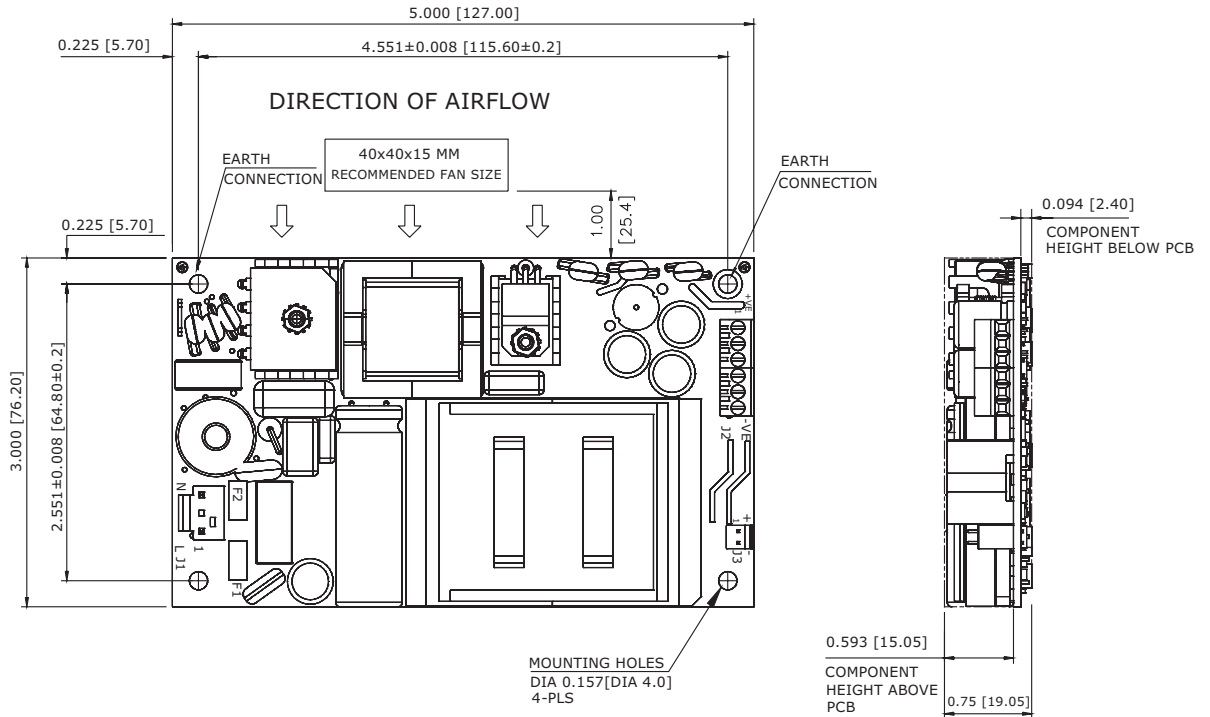 5.000 [127.00]
0.225 [5.70]
4.551±0.008 [115.60±0.2]
DIRECTION OF AIRFLOW
40x40x15 MM
RECOMMENDED FAN SIZE
EARTH
CONNECTION
EARTH
CONNECTION
1.00
[25.4]
0.225 [5.70]
0.094 [2.40]
COMPONENT
HEIGHT BELOW PCB
3.000 [76.20]
2.551±0.008 [64.80±0.2]
+VE
1
-VE
J2
N
F2
1
L J1
F1
+
1
-
J3
MOUNTING HOLES
DIA 0.157[DIA 4.0]
4-PLS
0.593 [15.05]
COMPONENT
HEIGHT ABOVE
PCB
0.75 [19.05]